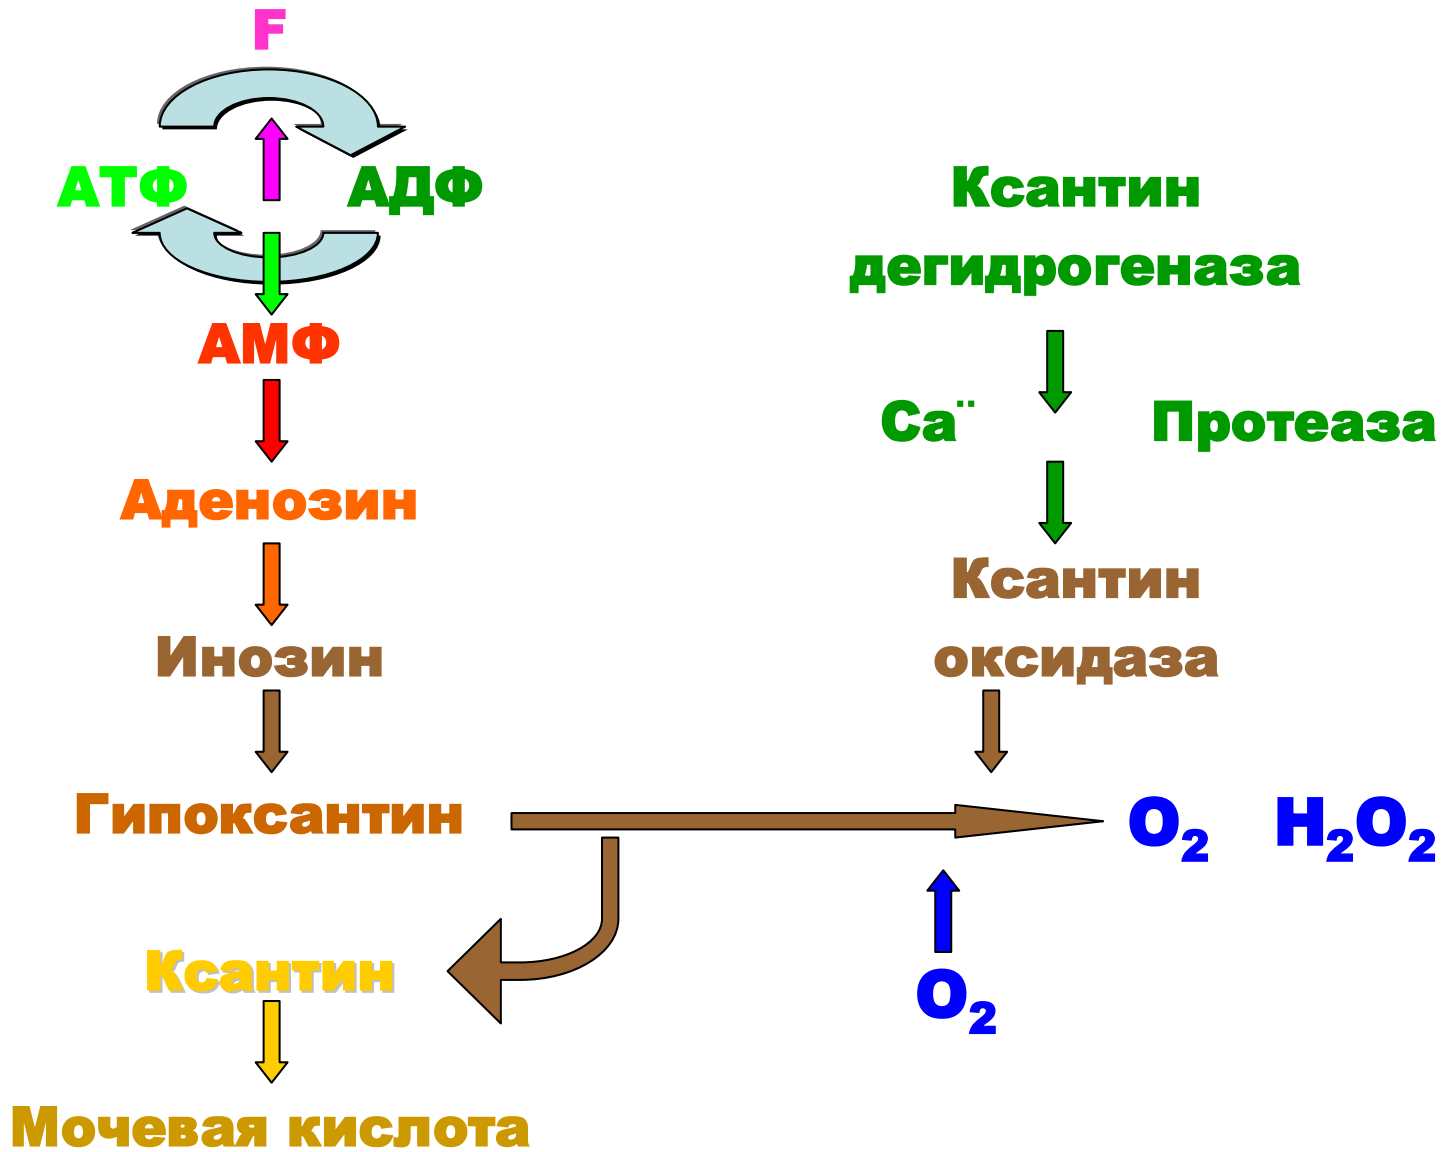 F
АТФ
АДФ
АМФ
Аденозин
Инозин
Гипоксантин
Ксантин
Мочевая кислота
Ксантин
дегидрогеназа
Ca¨
Протеаза
Ксантин
оксидаза
O₂ H₂O₂
O₂